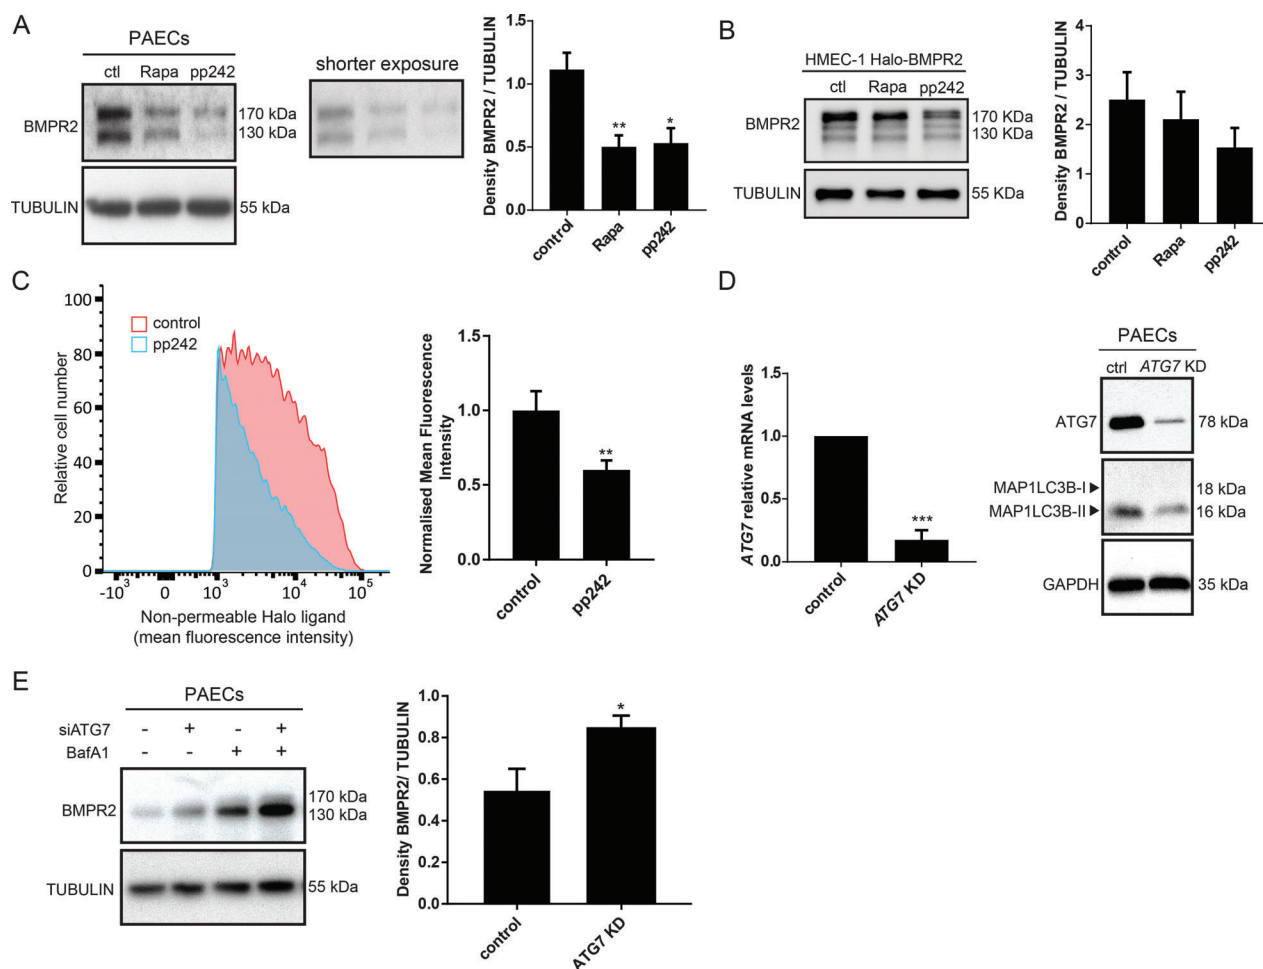 A
PAECs
ctl Rapa pp242
BMPR2
170 kDa
130 kDa
TUBULIN
55 kDa
shorter exposure
Density BMPR2 / TUBULIN
1.5
1.0
0.5
0.0
**
*
control
Rapa
pp242
B
HMEC-1 Halo-BMPR2
ctl Rapa pp242
BMPR2
170 KDa
130 KDa
TUBULIN
55 KDa
Density BMPR2 / TUBULIN
4
3
2
1
0
control
Rapa
pp242
C
Relative cell number
100
80
60
40
20
0
control
pp242
-10³ 0 10³ 10⁴ 10⁵
Non-permeable Halo ligand
(mean fluorescence intensity)
Normalised Mean Fluorescence
Intensity
1.5
1.0
0.5
0.0
**
control
pp242
D
ATG7 relative mRNA levels
1.5
1.0
0.5
0.0
***
control
ATG7 KD
PAECs
ctrl ATG7 KD
ATG7
78 kDa
MAP1LC3B-I
18 kDa
MAP1LC3B-II
16 kDa
GAPDH
35 kDa
E
PAECs
siATG7 - + - +
BafA1 - - + +
BMPR2
170 kDa
130 kDa
TUBULIN
55 kDa
Density BMPR2/ TUBULIN
1.0
0.8
0.6
0.4
0.2
0.0
*
control
ATG7 KD